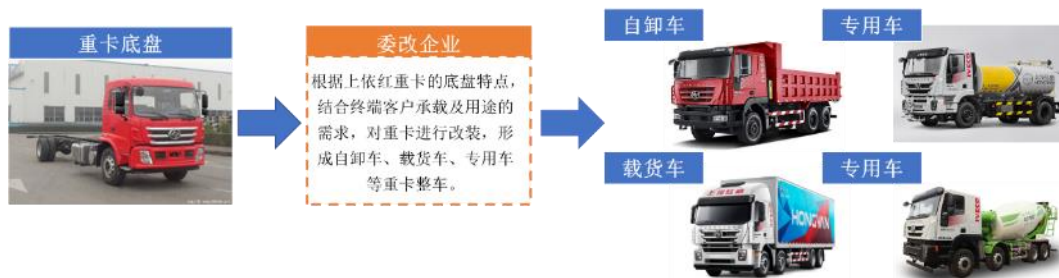 重卡底盘
委改企业
根据上依红重卡的底盘特点，
结合终端客户承载及用途的
需求，对重卡进行改装，形
成自卸车、载货车、专用车
等重卡整车。
自卸车
专用车
IVECO
载货车
HONGYAN
专用车
IVECO